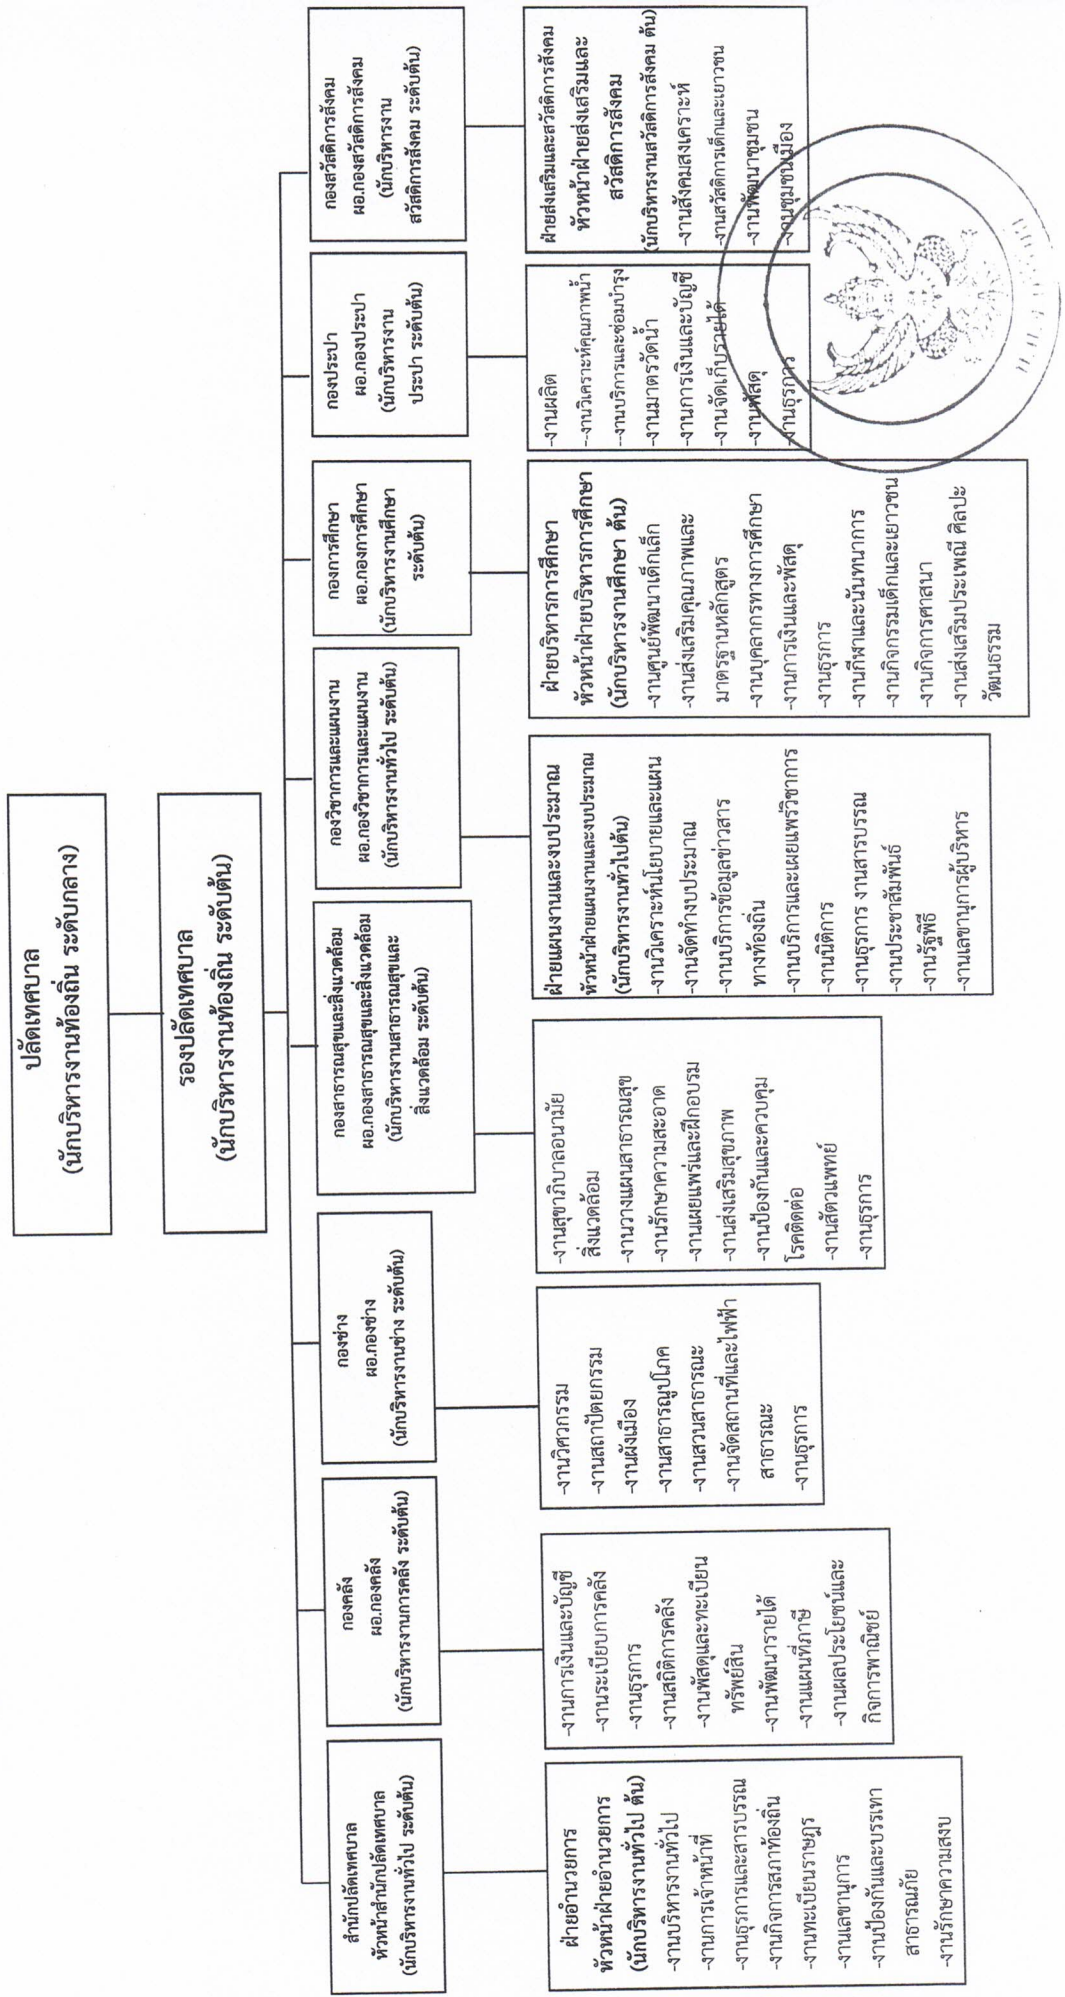 ปลัดเทศบาล
(นักบริหารงานท้องถิ่น ระดับกลาง)
รองปลัดเทศบาล
(นักบริหารงานท้องถิ่น ระดับต้น)
สำนักปลัดเทศบาล
หัวหน้าสำนักปลัดเทศบาล
(นักบริหารงานทั่วไป ระดับต้น)
กองคลัง
ผอ.กองคลัง
(นักบริหารงานการคลัง ระดับต้น)
กองช่าง
ผอ.กองช่าง
(นักบริหารงานช่าง ระดับต้น)
กองสาธารณสุขและสิ่งแวดล้อม
ผอ.กองสาธารณสุขและสิ่งแวดล้อม
(นักบริหารงานสาธารณสุขและ
สิ่งแวดล้อม ระดับต้น)
กองวิชาการและแผนงาน
ผอ.กองวิชาการและแผนงาน
(นักบริหารงานทั่วไป ระดับต้น)
กองการศึกษา
ผอ.กองการศึกษา
(นักบริหารงานศึกษา
ระดับต้น)
กองประปา
ผอ.กองประปา
(นักบริหารงาน
ประปา ระดับต้น)
กองสวัสดิการสังคม
ผอ.กองสวัสดิการสังคม
(นักบริหารงาน
สวัสดิการสังคม ระดับต้น)
ฝ่ายอำนวยการ
หัวหน้าฝ่ายอำนวยการ
(นักบริหารงานทั่วไป ต้น)
-งานบริหารงานทั่วไป
-งานการเจ้าหน้าที่
-งานธุรการและสารบรรณ
-งานกิจการสภาท้องถิ่น
-งานทะเบียนราษฎร
-งานเลขานุการ
-งานป้องกันและบรรเทา
สาธารณภัย
-งานรักษาความสงบ
-งานการเงินและบัญชี
-งานระเบียบการคลัง
-งานธุรการ
-งานสถิติการคลัง
-งานพัสดุและทะเบียน
ทรัพย์สิน
-งานพัฒนารายได้
-งานแผนที่ภาษี
-งานผลประโยชน์และ
กิจการพาณิชย์
-งานวิศวกรรม
-งานสถาปัตยกรรม
-งานผังเมือง
-งานสาธารณูปโภค
-งานสวนสาธารณะ
-งานจัดสถานที่และไฟฟ้า
สาธารณะ
-งานธุรการ
-งานสุขาภิบาลอนามัย
สิ่งแวดล้อม
-งานวางแผนสาธารณสุข
-งานรักษาความสะอาด
-งานเผยแพร่และฝึกอบรม
-งานส่งเสริมสุขภาพ
-งานป้องกันและควบคุม
โรคติดต่อ
-งานสัตวแพทย์
-งานธุรการ
ฝ่ายแผนงานและงบประมาณ
หัวหน้าฝ่ายแผนงานและงบประมาณ
(นักบริหารงานทั่วไปต้น)
-งานวิเคราะห์นโยบายและแผน
-งานจัดทำงบประมาณ
-งานบริการข้อมูลข่าวสาร
ทางท้องถิ่น
-งานบริการและเผยแพร่วิชาการ
-งานนิติการ
-งานธุรการ งานสารบรรณ
-งานประชาสัมพันธ์
-งานรัฐพิธี
-งานเลขานุการผู้บริหาร
ฝ่ายบริหารการศึกษา
หัวหน้าฝ่ายบริหารการศึกษา
(นักบริหารงานศึกษา ต้น)
-งานศูนย์พัฒนาเด็กเล็ก
-งานส่งเสริมคุณภาพและ
มาตรฐานหลักสูตร
-งานบุคลากรทางการศึกษา
-งานการเงินและพัสดุ
-งานธุรการ
-งานกีฬาและนันทนาการ
-งานกิจกรรมเด็กและเยาวชน
-งานกิจการศาสนา
-งานส่งเสริมประเพณี ศิลปะ
วัฒนธรรม
-งานผลิต
--งานวิเคราะห์คุณภาพน้ำ
--งานบริการและซ่อมบำรุง
-งานมาตรวัดน้ำ
-งานการเงินและบัญชี
-งานจัดเก็บรายได้
-งานพัสดุ
-งานธุรการ
ฝ่ายส่งเสริมและสวัสดิการสังคม
หัวหน้าฝ่ายส่งเสริมและ
สวัสดิการสังคม
(นักบริหารงานสวัสดิการสังคม ต้น)
-งานสังคมสงเคราะห์
-งานสวัสดิการเด็กและเยาวชน
-งานพัฒนาชุมชน
-งานชุมชนเมือง